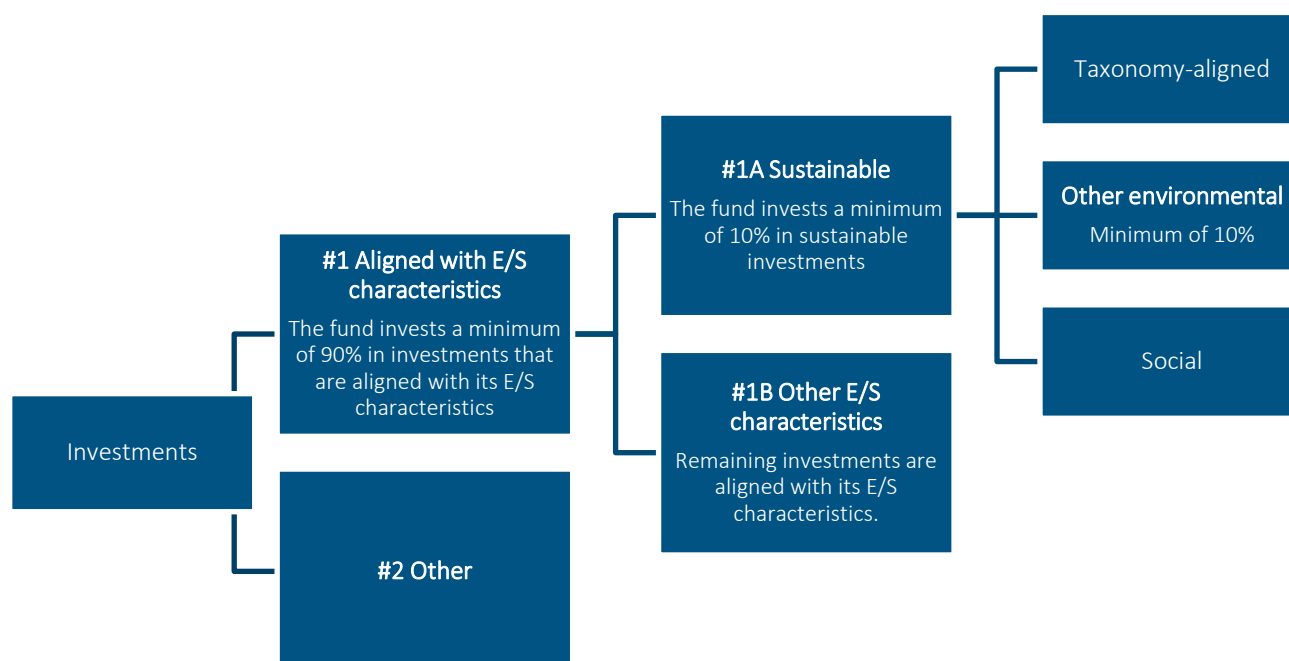 Investments
#1 Aligned with E/S
characteristics
The fund invests a minimum
of 90% in investments that
are aligned with its E/S
characteristics
#2 Other
#1A Sustainable
The fund invests a minimum
of 10% in sustainable
investments
#1B Other E/S
characteristics
Remaining investments are
aligned with its E/S
characteristics.
Taxonomy-aligned
Other environmental
Minimum of 10%
Social